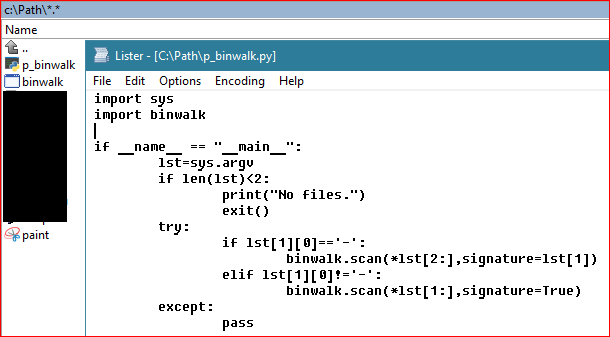 c:\Path\*.*
Name
..
p_binwalk
binwalk
paint
Lister - [C:\Path\p_binwalk.py]
File Edit Options Encoding Help
import sys
import binwalk
if __name__ == "__main__":
lst=sys.argv
if len(lst)<2:
print("No files.")
exit()
try:
if lst[1][0]=='-':
binwalk.scan(*lst[2:],signature=lst[1])
elif lst[1][0]!='-':
binwalk.scan(*lst[1:],signature=True)
except:
pass